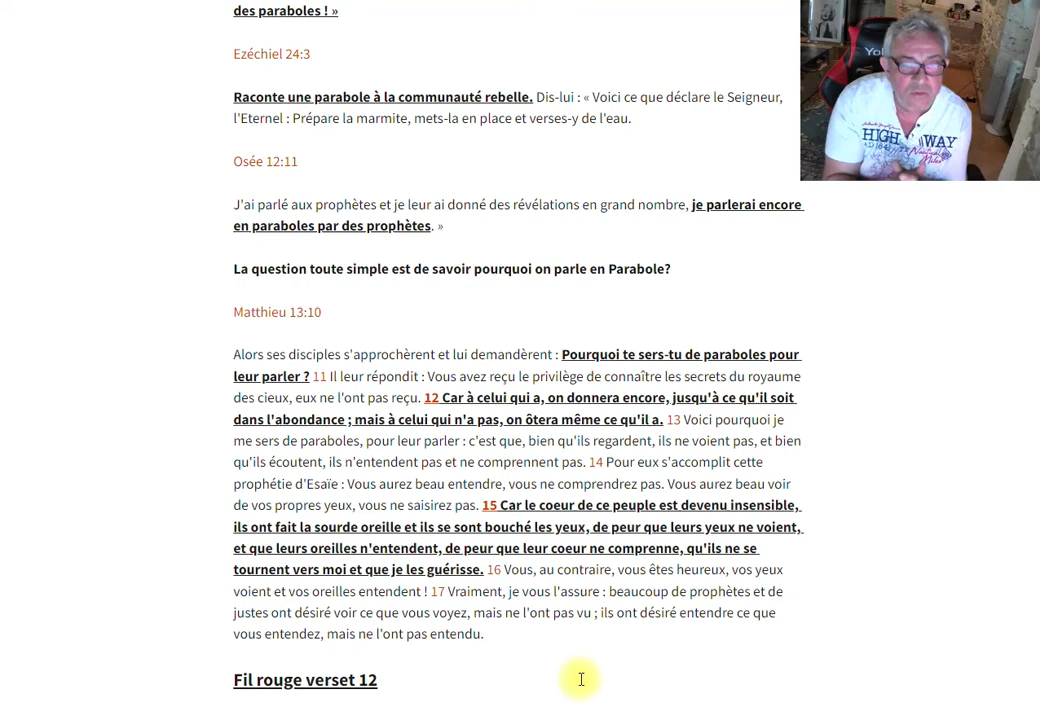 des paraboles ! »
Ezéchiel 24:3
Raconte une parabole à la communauté rebelle. Dis-lui : « Voici ce que déclare le Seigneur,
l'Eternel : Prépare la marmite, mets-la en place et verses-y de l'eau.
Osée 12:11
J'ai parlé aux prophètes et je leur ai donné des révélations en grand nombre, je parlerai encore
en paraboles par des prophètes. »
La question toute simple est de savoir pourquoi on parle en Parabole?
Matthieu 13:10
Alors ses disciples s'approchèrent et lui demandèrent : Pourquoi te sers-tu de paraboles pour
leur parler ? 11 Il leur répondit : Vous avez reçu le privilège de connaître les secrets du royaume
des cieux, eux ne l'ont pas reçu. 12 Car à celui qui a, on donnera encore, jusqu'à ce qu'il soit
dans l'abondance ; mais à celui qui n'a pas, on ôtera même ce qu'il a. 13 Voici pourquoi je
me sers de paraboles, pour leur parler : c'est que, bien qu'ils regardent, ils ne voient pas, et bien
qu'ils écoutent, ils n'entendent pas et ne comprennent pas. 14 Pour eux s'accomplit cette
prophétie d'Esaïe : Vous aurez beau entendre, vous ne comprendrez pas. Vous aurez beau voir
de vos propres yeux, vous ne saisirez pas. 15 Car le coeur de ce peuple est devenu insensible,
ils ont fait la sourde oreille et ils se sont bouché les yeux, de peur que leurs yeux ne voient,
et que leurs oreilles n'entendent, de peur que leur coeur ne comprenne, qu'ils ne se
tournent vers moi et que je les guérisse. 16 Vous, au contraire, vous êtes heureux, vos yeux
voient et vos oreilles entendent ! 17 Vraiment, je vous l'assure : beaucoup de prophètes et de
justes ont désiré voir ce que vous voyez, mais ne l'ont pas vu ; ils ont désiré entendre ce que
vous entendez, mais ne l'ont pas entendu.
Fil rouge verset 12
HIGH WAY